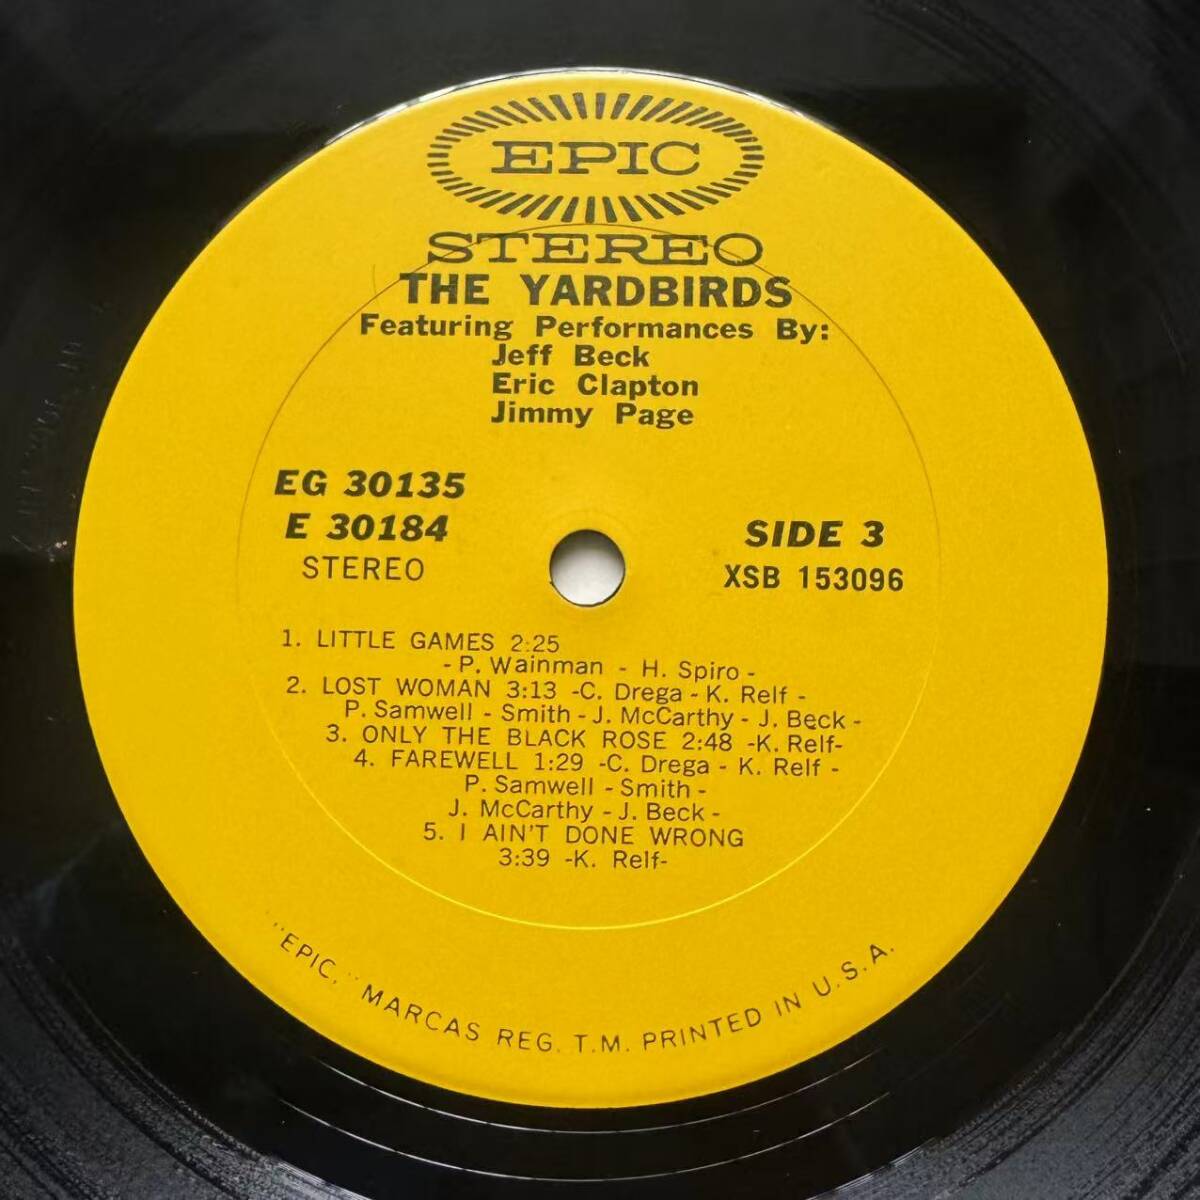 EPIC
STEREO
THE YARDBIRDS
Featuring Performances By:
Jeff Beck
Eric Clapton
Jimmy Page
EG 30135
E 30184
STEREO
SIDE 3
XSB 153096
1. LITTLE GAMES 2:25
- P. Wainman - H. Spiro -
2. LOST WOMAN 3:13 -C. Drega - K. Relf -
P. Samwell - Smith - J. McCarthy - J. Beck -
3. ONLY THE BLACK ROSE 2:48 -K. Relf-
4. FAREWELL 1:29 -C. Drega - K. Relf -
P. Samwell - Smith -
J. McCarthy - J. Beck -
5. I AIN'T DONE WRONG
3:39 -K. Relf-
"EPIC," MARCAS REG. T.M. PRINTED IN U.S.A.